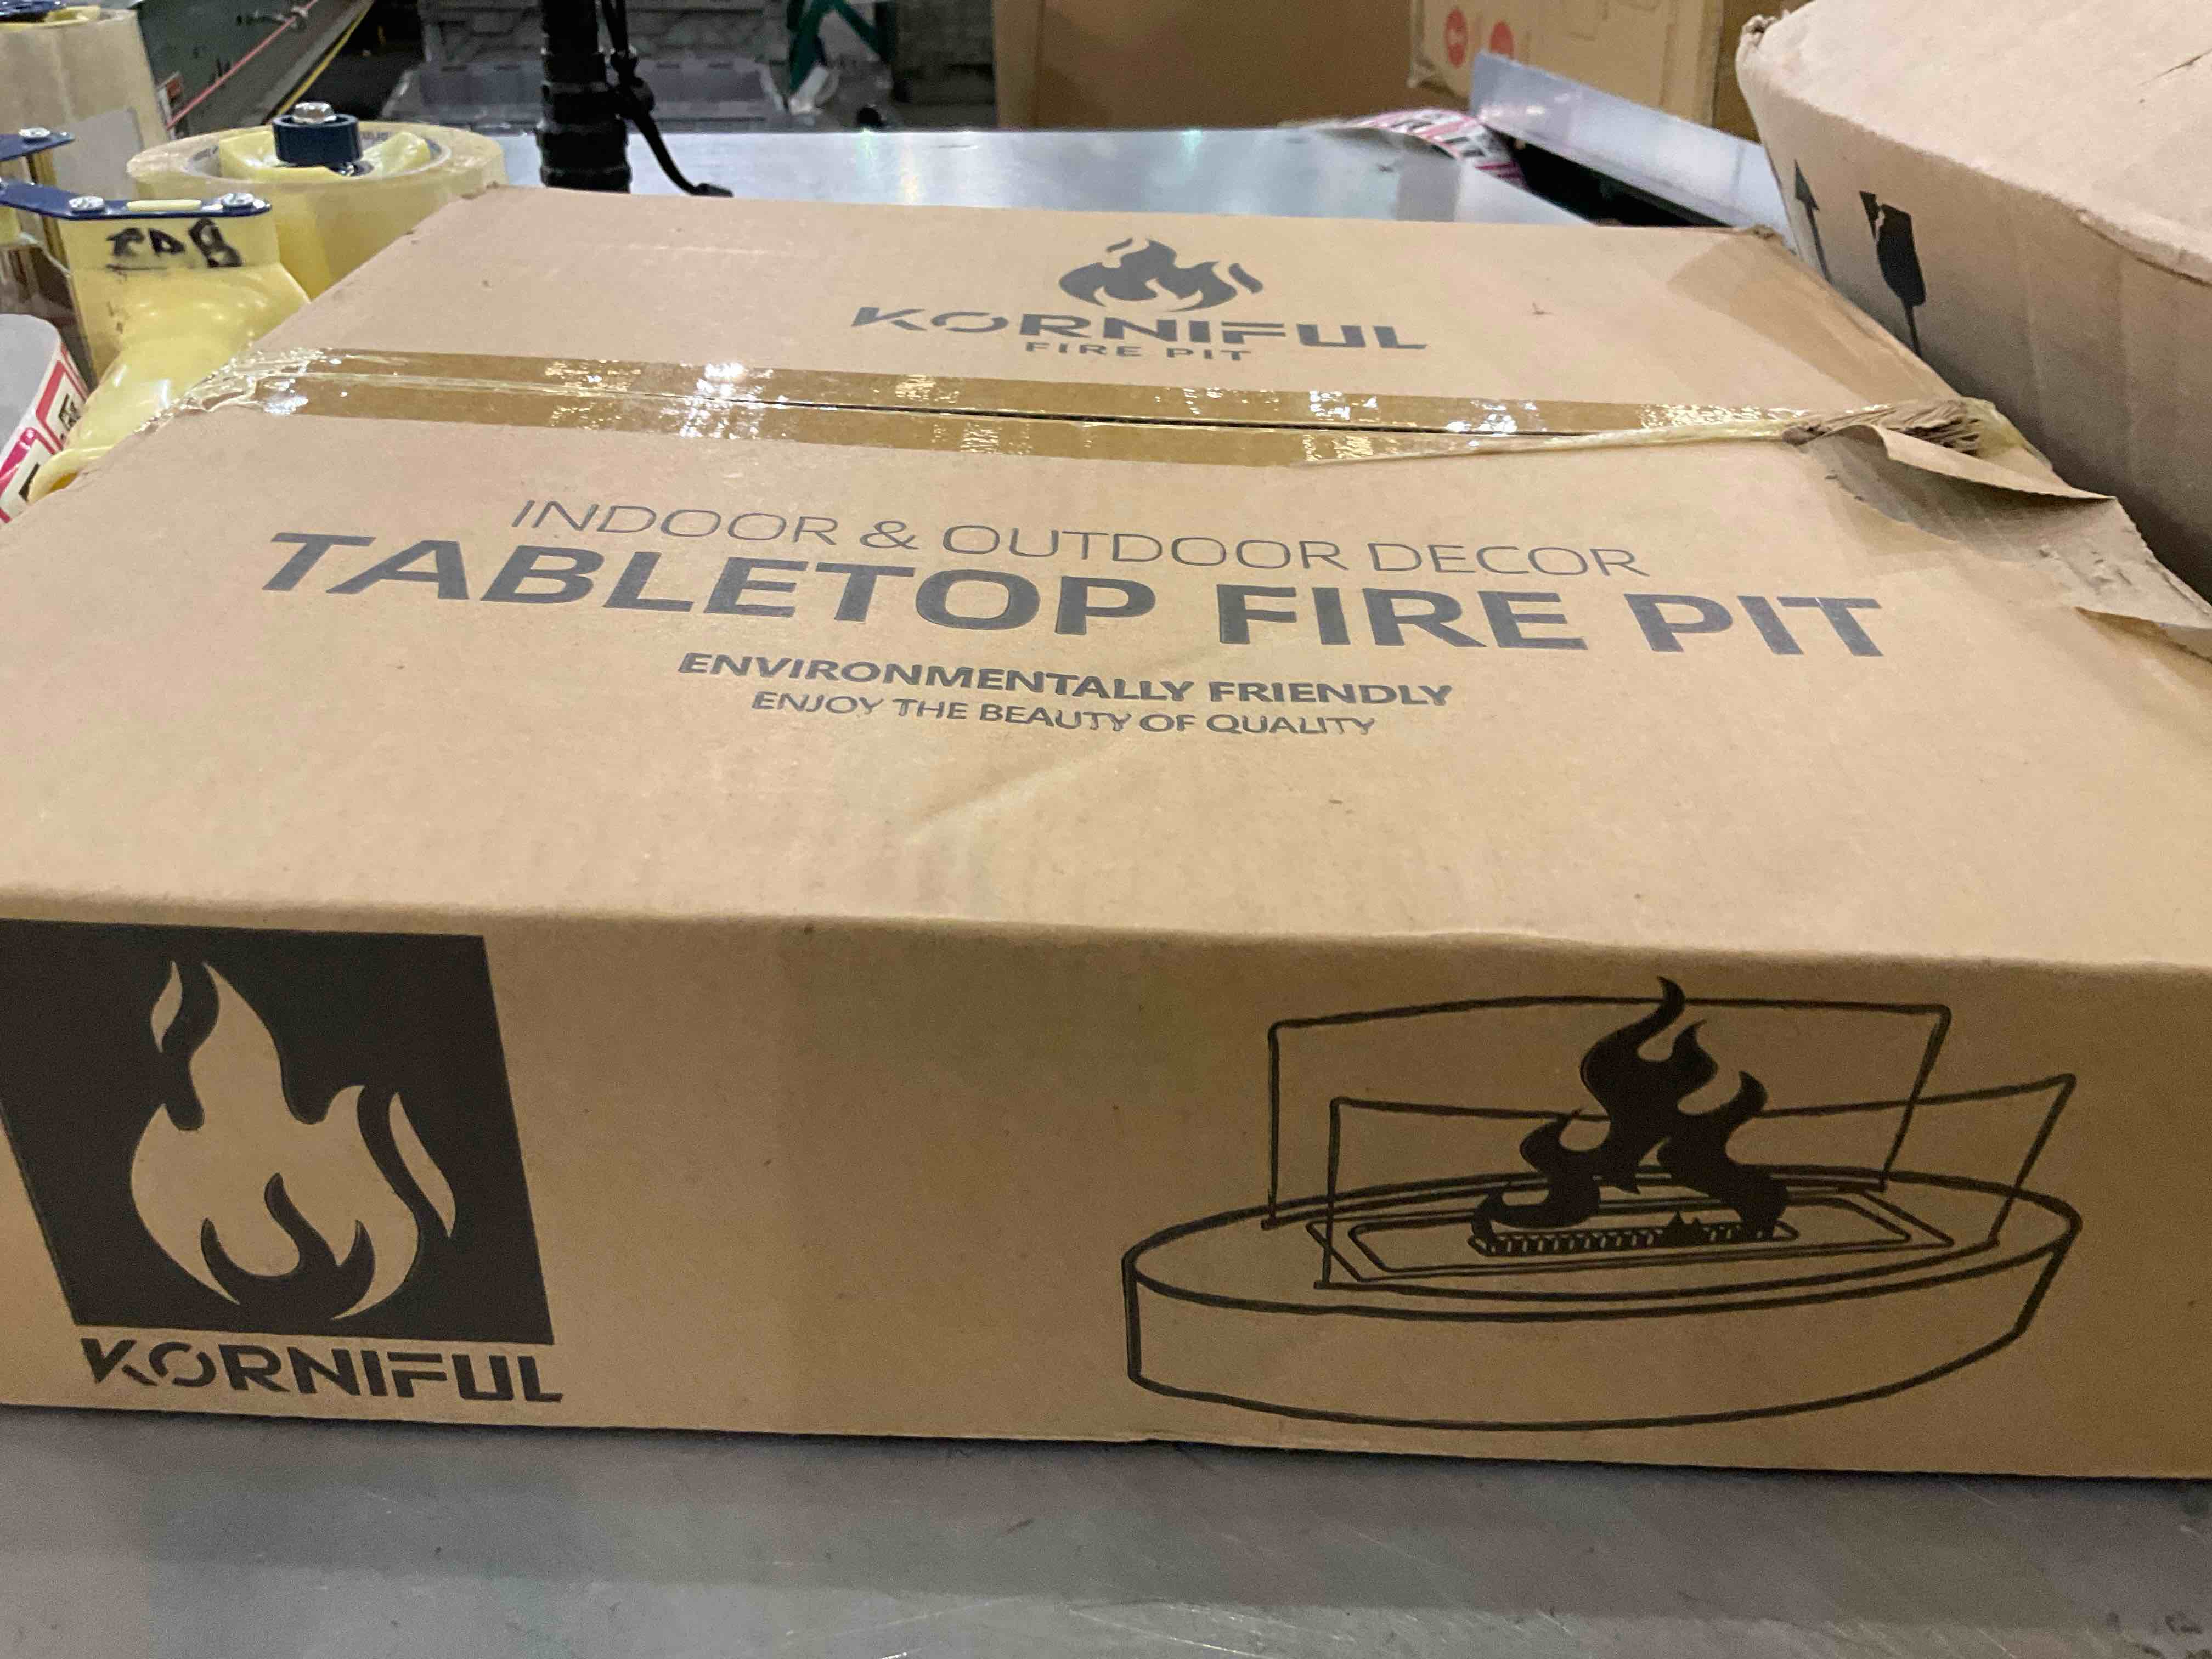 KORNIFUL
FIRE PIT
INDOOR & OUTDOOR DECOR
TABLETOP FIRE PIT
ENVIRONMENTALLY FRIENDLY
ENJOY THE BEAUTY OF QUALITY
KORNIFUL